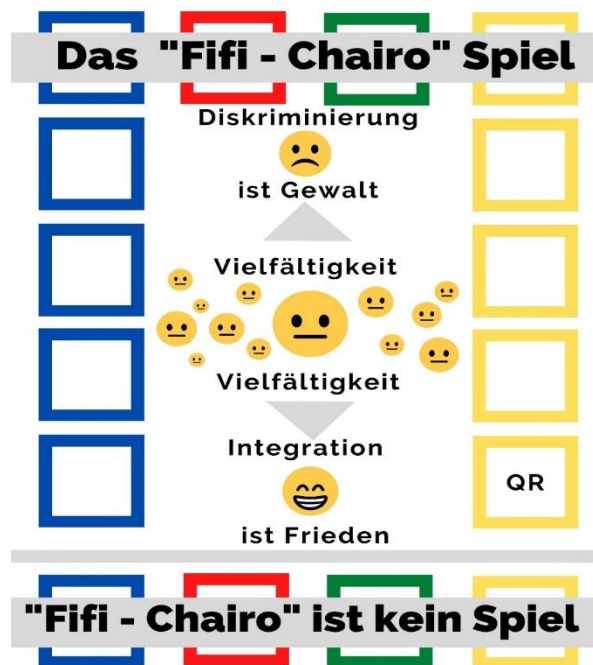 Das "Fifi - Chairo" Spiel
Diskriminierung
ist Gewalt
Vielfältigkeit
Vielfältigkeit
Integration
QR
ist Frieden
"Fifi - Chairo" ist kein Spiel